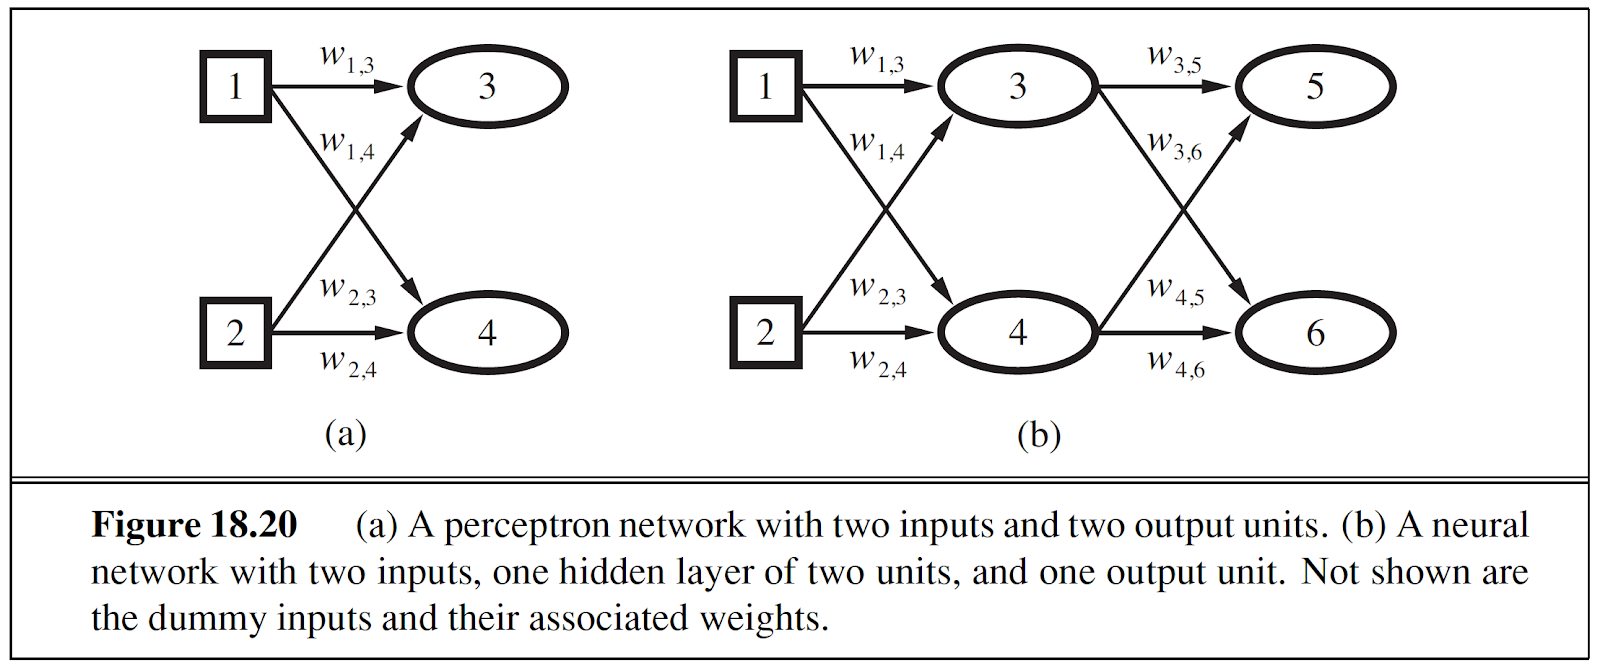 1 w1,3 3 1 w1,3 3 w3,5 5
w1,4 w1,4 w3,6
w2,3 w2,3 w4,5
2 w2,4 4 2 w2,4 4 w4,6 6
(a) (b)
Figure 18.20 (a) A perceptron network with two inputs and two output units. (b) A neural
network with two inputs, one hidden layer of two units, and one output unit. Not shown are
the dummy inputs and their associated weights.